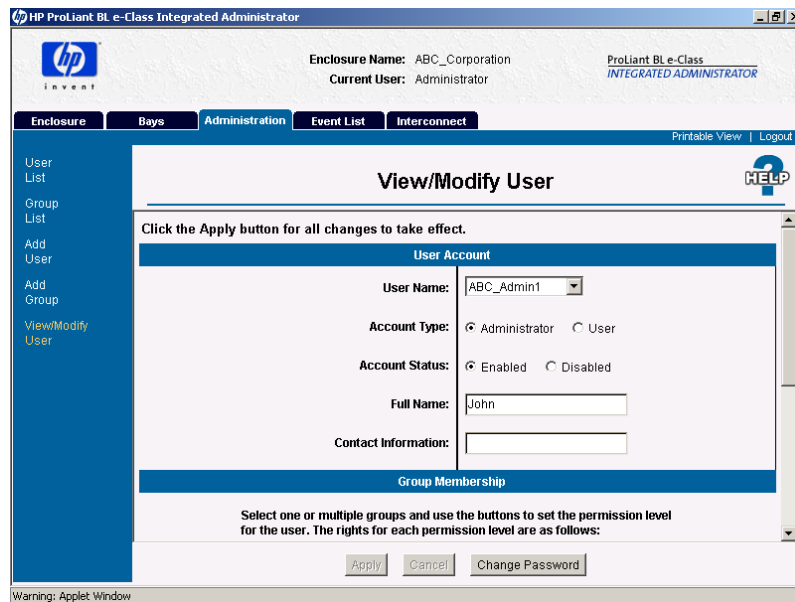 HP ProLiant BL e-Class Integrated Administrator
hp
invent
Enclosure Name: ABC_Corporation
Current User: Administrator
ProLiant BL e-Class
INTEGRATED ADMINISTRATOR
Enclosure Bays Administration Event List Interconnect
Printable View | Logout
User
List
Group
List
Add
User
Add
Group
View/Modify
User
View/Modify User
HELP
Click the Apply button for all changes to take effect.
User Account
User Name: ABC_Admin1
Account Type: Administrator User
Account Status: Enabled Disabled
Full Name: John
Contact Information:
Group Membership
Select one or multiple groups and use the buttons to set the permission level
for the user. The rights for each permission level are as follows:
Apply Cancel Change Password
Warning: Applet Window